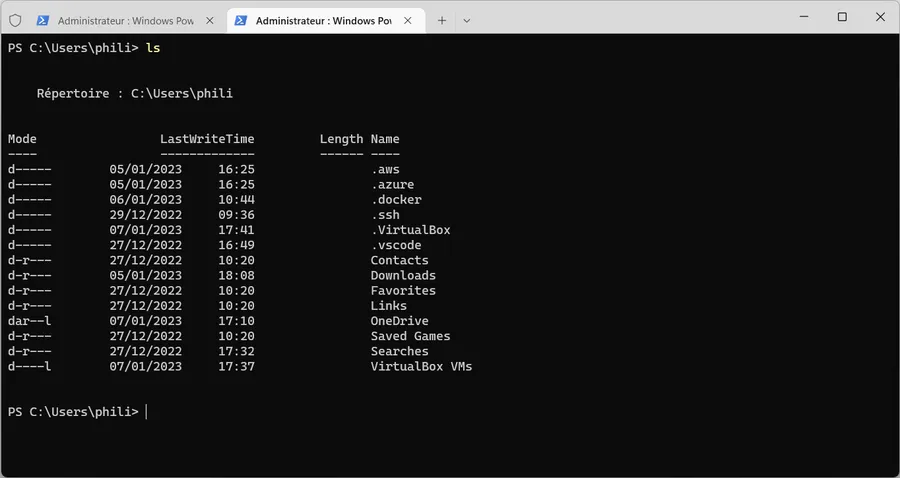 Administrateur : Windows Pow Administrateur : Windows Pow
PS C:\Users\phili> ls
Répertoire : C:\Users\phili
Mode LastWriteTime Length Name
---- ------------- ------ ----
d----- 05/01/2023 16:25 .aws
d----- 05/01/2023 16:25 .azure
d----- 06/01/2023 10:44 .docker
d----- 29/12/2022 09:36 .ssh
d----- 07/01/2023 17:41 .VirtualBox
d----- 27/12/2022 16:49 .vscode
d-r--- 27/12/2022 10:20 Contacts
d-r--- 05/01/2023 18:08 Downloads
d-r--- 27/12/2022 10:20 Favorites
d-r--- 27/12/2022 10:20 Links
dar--l 07/01/2023 17:10 OneDrive
d-r--- 27/12/2022 10:20 Saved Games
d-r--- 27/12/2022 17:32 Searches
d----l 07/01/2023 17:37 VirtualBox VMs
PS C:\Users\phili>